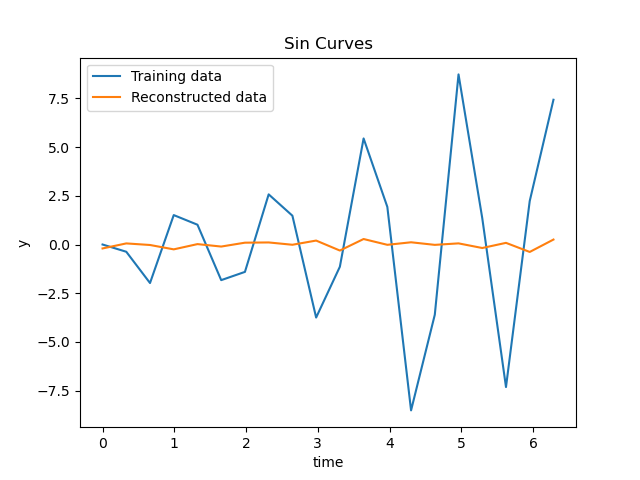 Sin Curves
Training data
Reconstructed data
7.5
5.0
2.5
0.0
−2.5
−5.0
−7.5
y
0 1 2 3 4 5 6
time